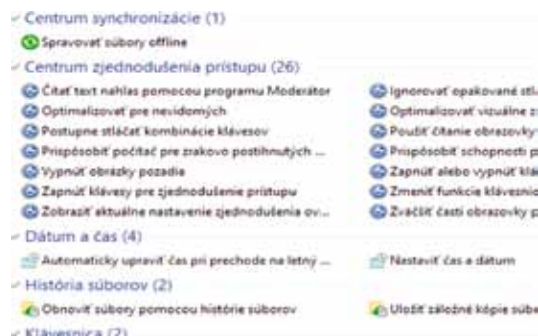 Centrum synchronizácie (1)
Spravovať súbory offline
Centrum zjednodušenia prístupu (26)
Čítať text nahlas pomocou programu Moderátor
Ignorovať opakované stl
Optimalizovať pre nevidomých
Optimalizovať vizuálne z
Postupne stláčať kombinácie klávesov
Použiť čítanie obrazovky
Prispôsobiť počítač pre zrakovo postihnutých ...
Prispôsobiť schopnosti p
Vypnúť obrázky pozadia
Zapnúť alebo vypnúť klá
Zapnúť klávesy pre zjednodušenie prístupu
Zmeniť funkcie klávesnic
Zobraziť aktuálne nastavenie zjednodušenia ov...
Zväčšiť časti obrazovky p
Dátum a čas (4)
Automaticky upraviť čas pri prechode na letný ...
Nastaviť čas a dátum
História súborov (2)
Obnoviť súbory pomocou histórie súborov
Uložiť záložné kópie súbo
Klávesnica (2)